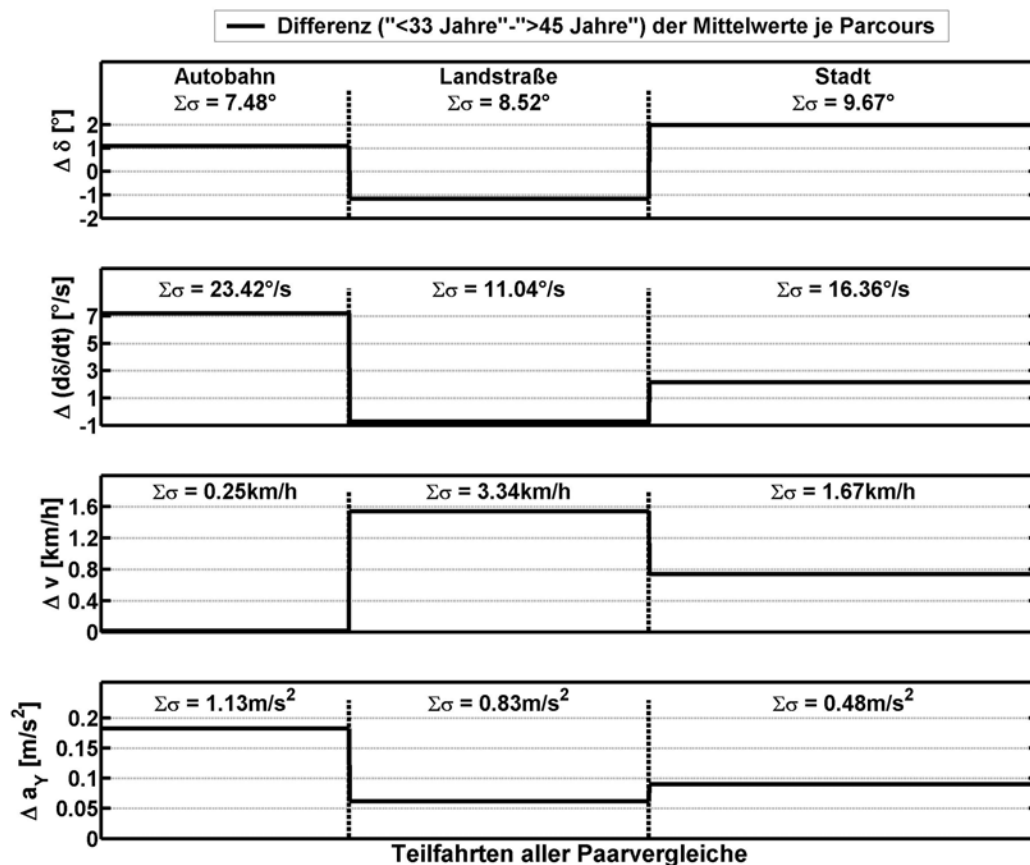 Differenz ("<33 Jahre"-">45 Jahre") der Mittelwerte je Parcours
Autobahn Landstraße Stadt
Σσ = 7.48° Σσ = 8.52° Σσ = 9.67°
Δ δ [°]
2
1
0
-1
-2
Σσ = 23.42°/s Σσ = 11.04°/s Σσ = 16.36°/s
Δ (dδ/dt) [°/s]
7
5
3
1
-1
Σσ = 0.25km/h Σσ = 3.34km/h Σσ = 1.67km/h
Δ v [km/h]
1.6
1.2
0.8
0.4
0
Σσ = 1.13m/s² Σσ = 0.83m/s² Σσ = 0.48m/s²
Δ aY [m/s²]
0.2
0.15
0.1
0.05
0
Teilfahrten aller Paarvergleiche